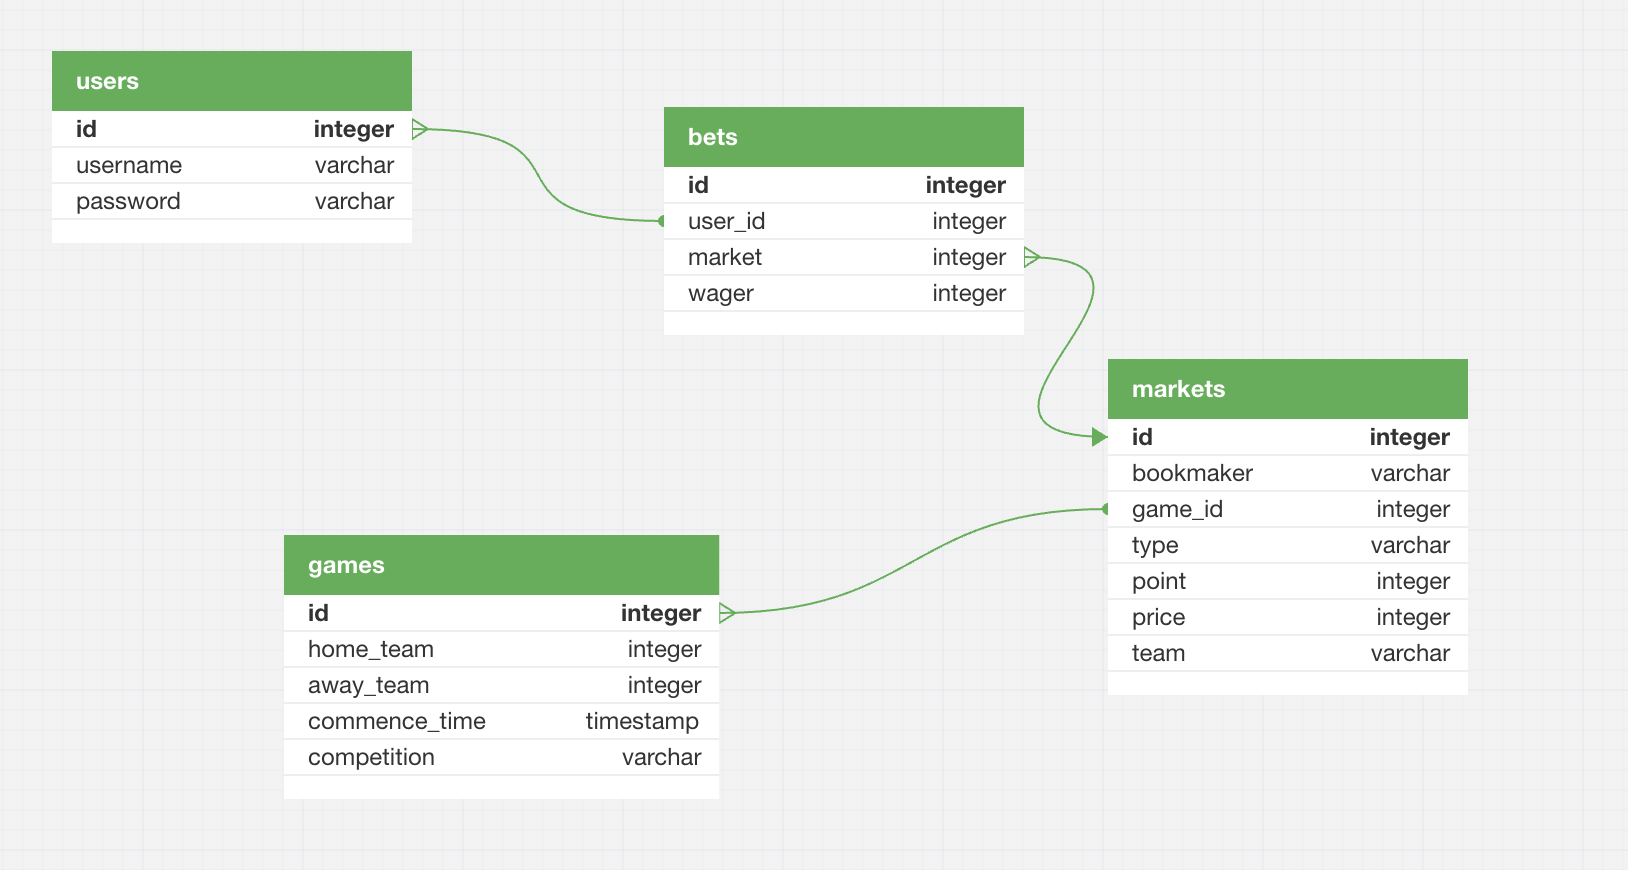 users
id integer
username varchar
password varchar
bets
id integer
user_id integer
market integer
wager integer
markets
id integer
bookmaker varchar
game_id integer
type varchar
point integer
price integer
team varchar
games
id integer
home_team integer
away_team integer
commence_time timestamp
competition varchar